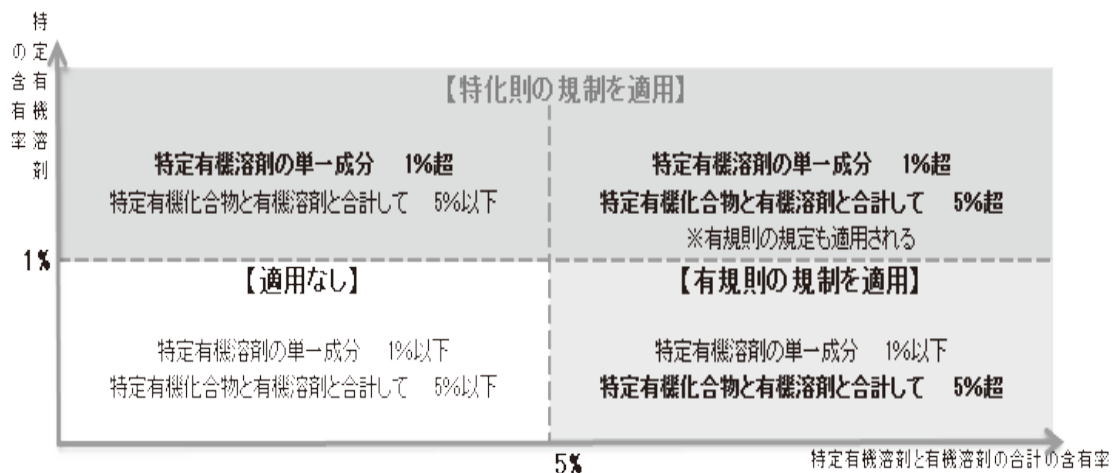 特定有機溶剤の含有率
【特化則の規制を適用】
特定有機溶剤の単一成分 1%超
特定有機化合物と有機溶剤と合計して 5%以下
特定有機溶剤の単一成分 1%超
特定有機化合物と有機溶剤と合計して 5%超
※有規則の規定も適用される
1%
【適用なし】
特定有機溶剤の単一成分 1%以下
特定有機化合物と有機溶剤と合計して 5%以下
【有規則の規制を適用】
特定有機溶剤の単一成分 1%以下
特定有機化合物と有機溶剤と合計して 5%超
5%
特定有機溶剤と有機溶剤の合計の含有率